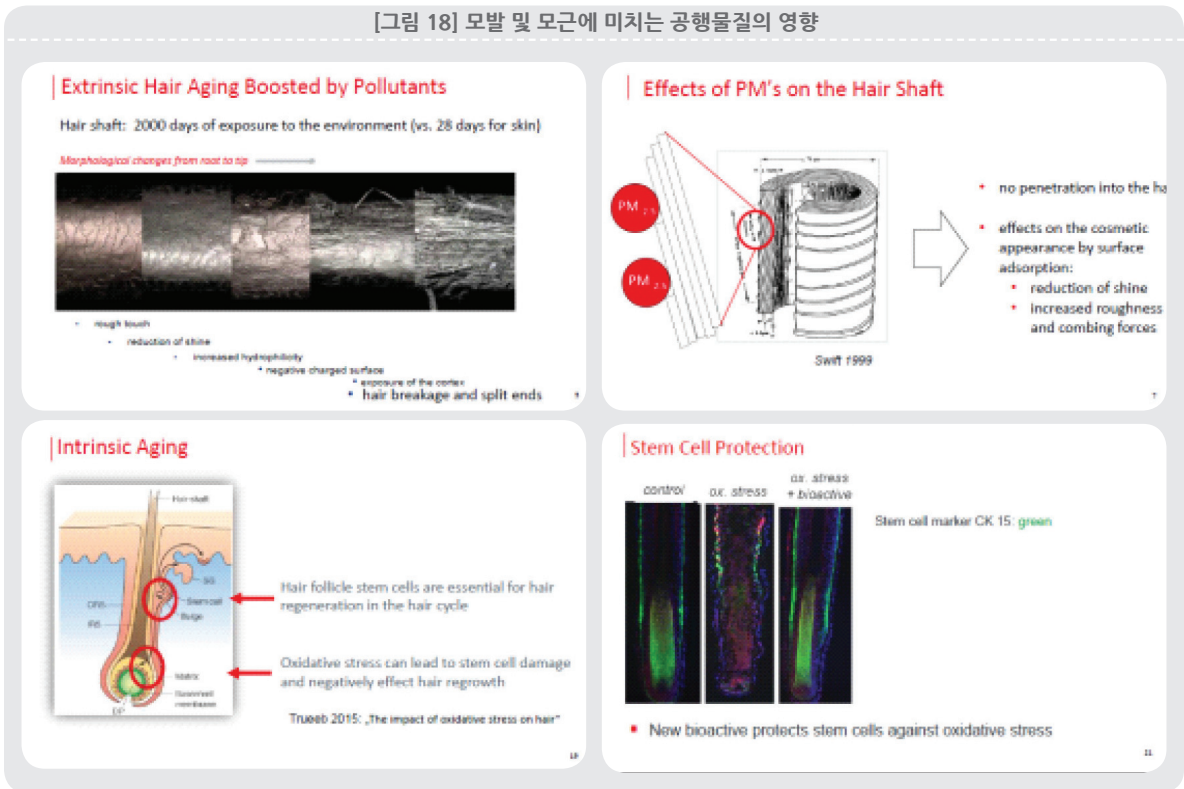 [그림 18] 모발 및 모근에 미치는 공행물질의 영향
Extrinsic Hair Aging Boosted by Pollutants
Hair shaft: 2000 days of exposure to the environment (vs. 28 days for skin)
Morphological changes from root to tip
• rough touch
• reduction of shine
• increased hydrophilicity
• negative charged surface
• exposure of the cortex
• hair breakage and split ends
Effects of PM's on the Hair Shaft
PM 2.5
PM 2.5
Swift 1999
• no penetration into the ha
• effects on the cosmetic
appearance by surface
adsorption:
• reduction of shine
• increased roughness
and combing forces
7
Intrinsic Aging
Hair shaft
SG
Stem cell
Bulge
ORS
IRS
Matrix
Basement
membrane
DP
Hair follicle stem cells are essential for hair
regeneration in the hair cycle
Oxidative stress can lead to stem cell damage
and negatively effect hair regrowth
Trueeb 2015: „The impact of oxidative stress on hair"
10
Stem Cell Protection
control
ox. stress
ox. stress
+ bioactive
Stem cell marker CK 15: green
• New bioactive protects stem cells against oxidative stress
11